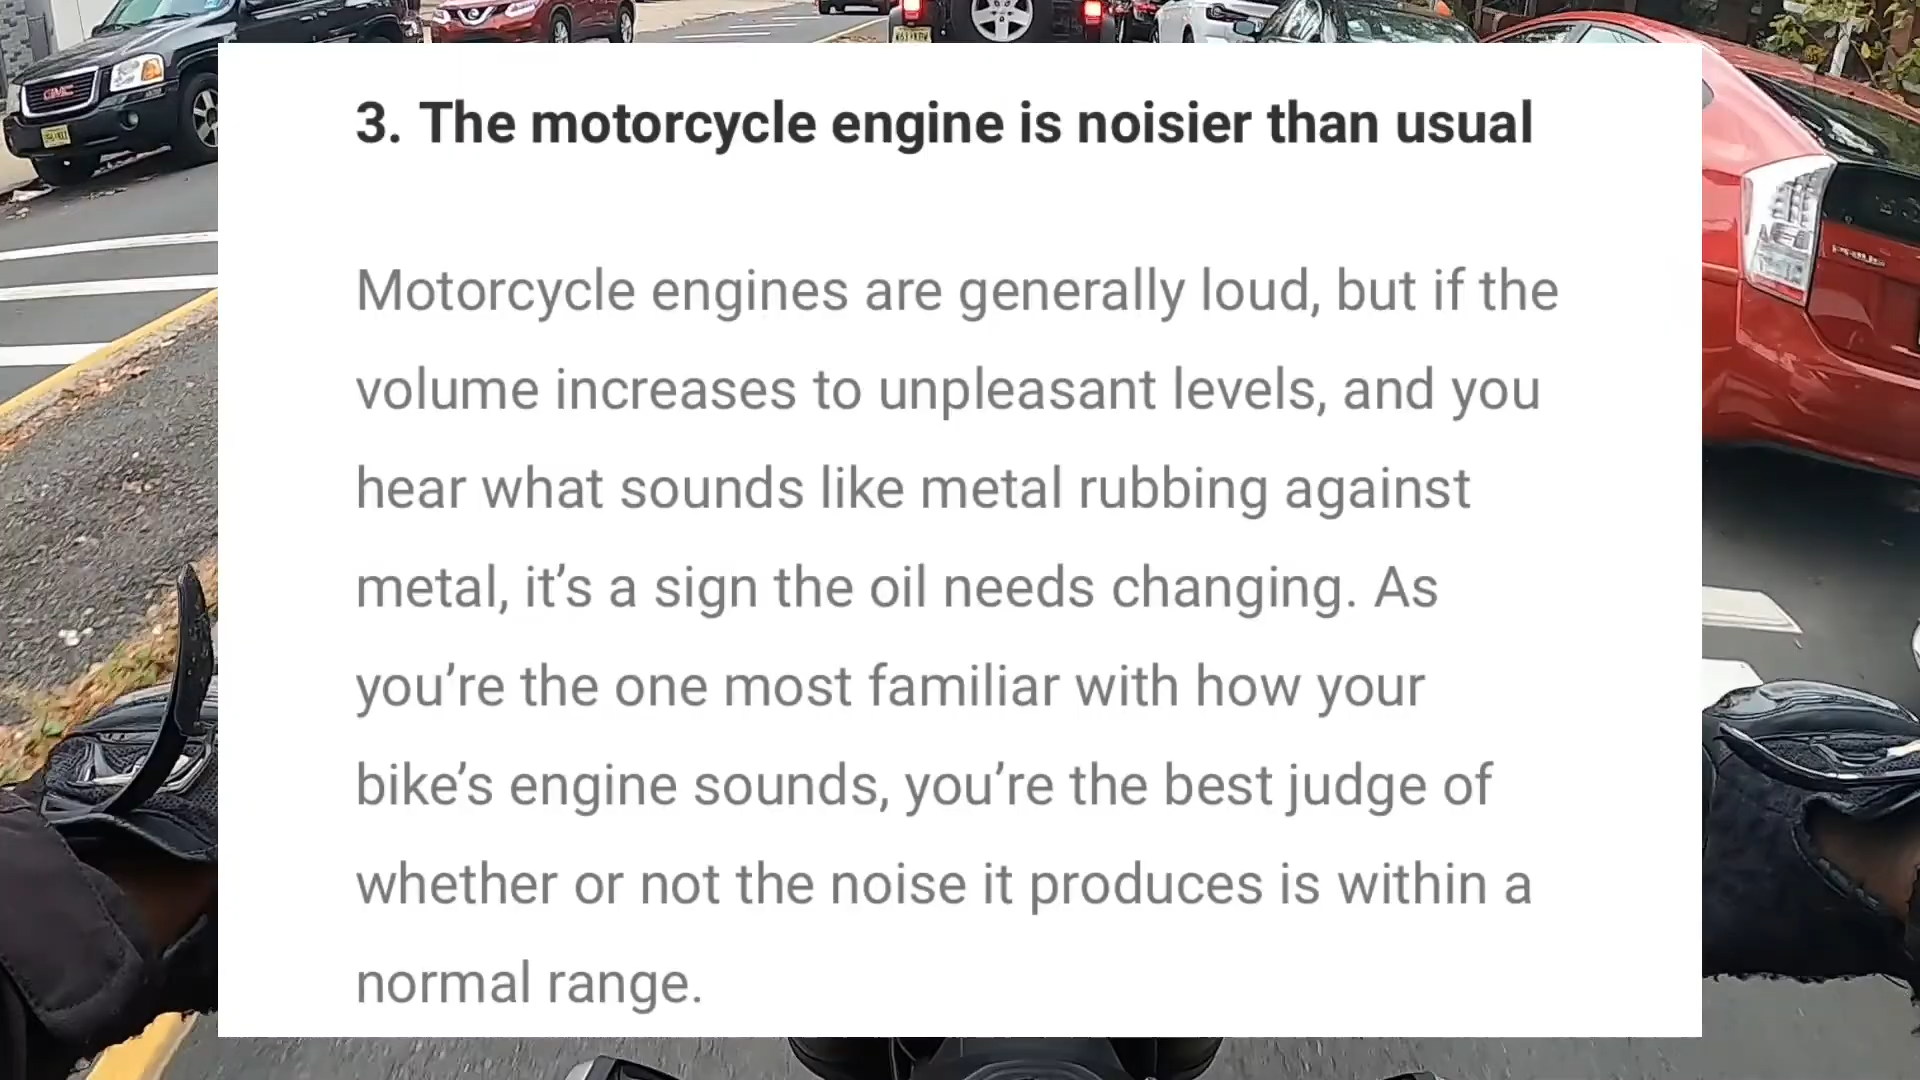 3. The motorcycle engine is noisier than usual
Motorcycle engines are generally loud, but if the
volume increases to unpleasant levels, and you
hear what sounds like metal rubbing against
metal, it’s a sign the oil needs changing. As
you’re the one most familiar with how your
bike’s engine sounds, you’re the best judge of
whether or not the noise it produces is within a
normal range.
GMC